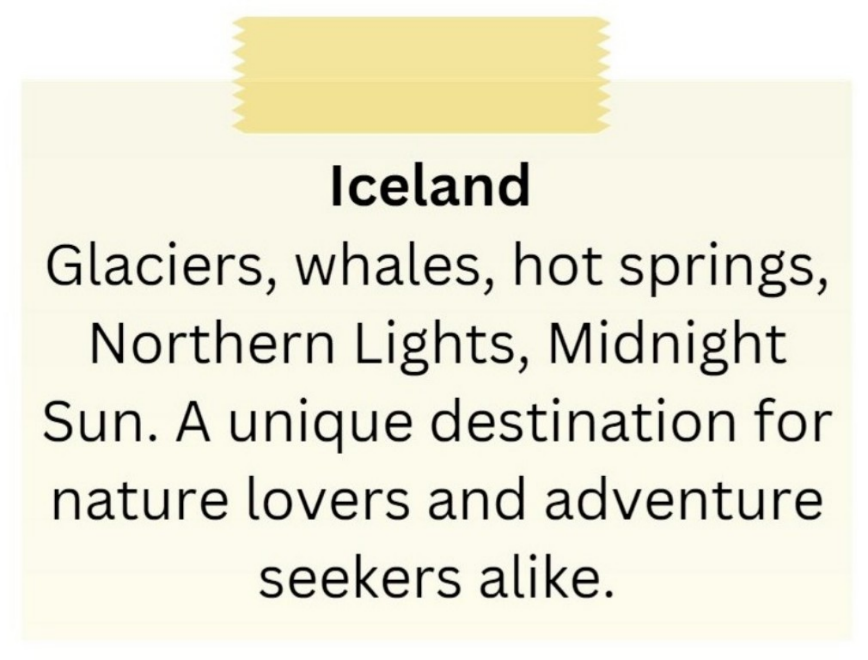 Iceland
Glaciers, whales, hot springs,
Northern Lights, Midnight
Sun. A unique destination for
nature lovers and adventure
seekers alike.